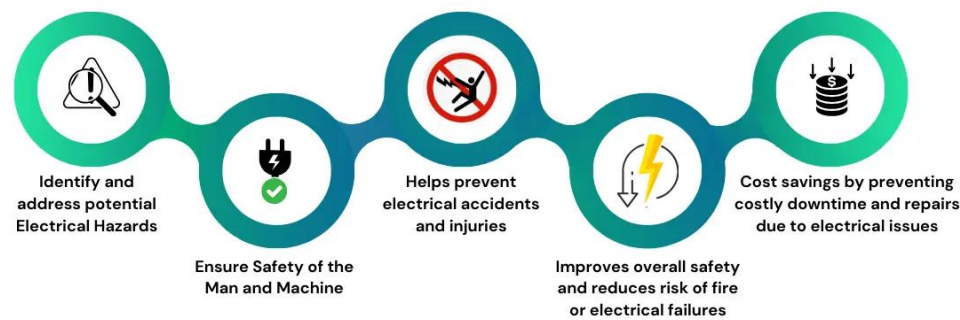 Identify and
address potential
Electrical Hazards
Ensure Safety of the
Man and Machine
Helps prevent
electrical accidents
and injuries
Improves overall safety
and reduces risk of fire
or electrical failures
$
Cost savings by preventing
costly downtime and repairs
due to electrical issues